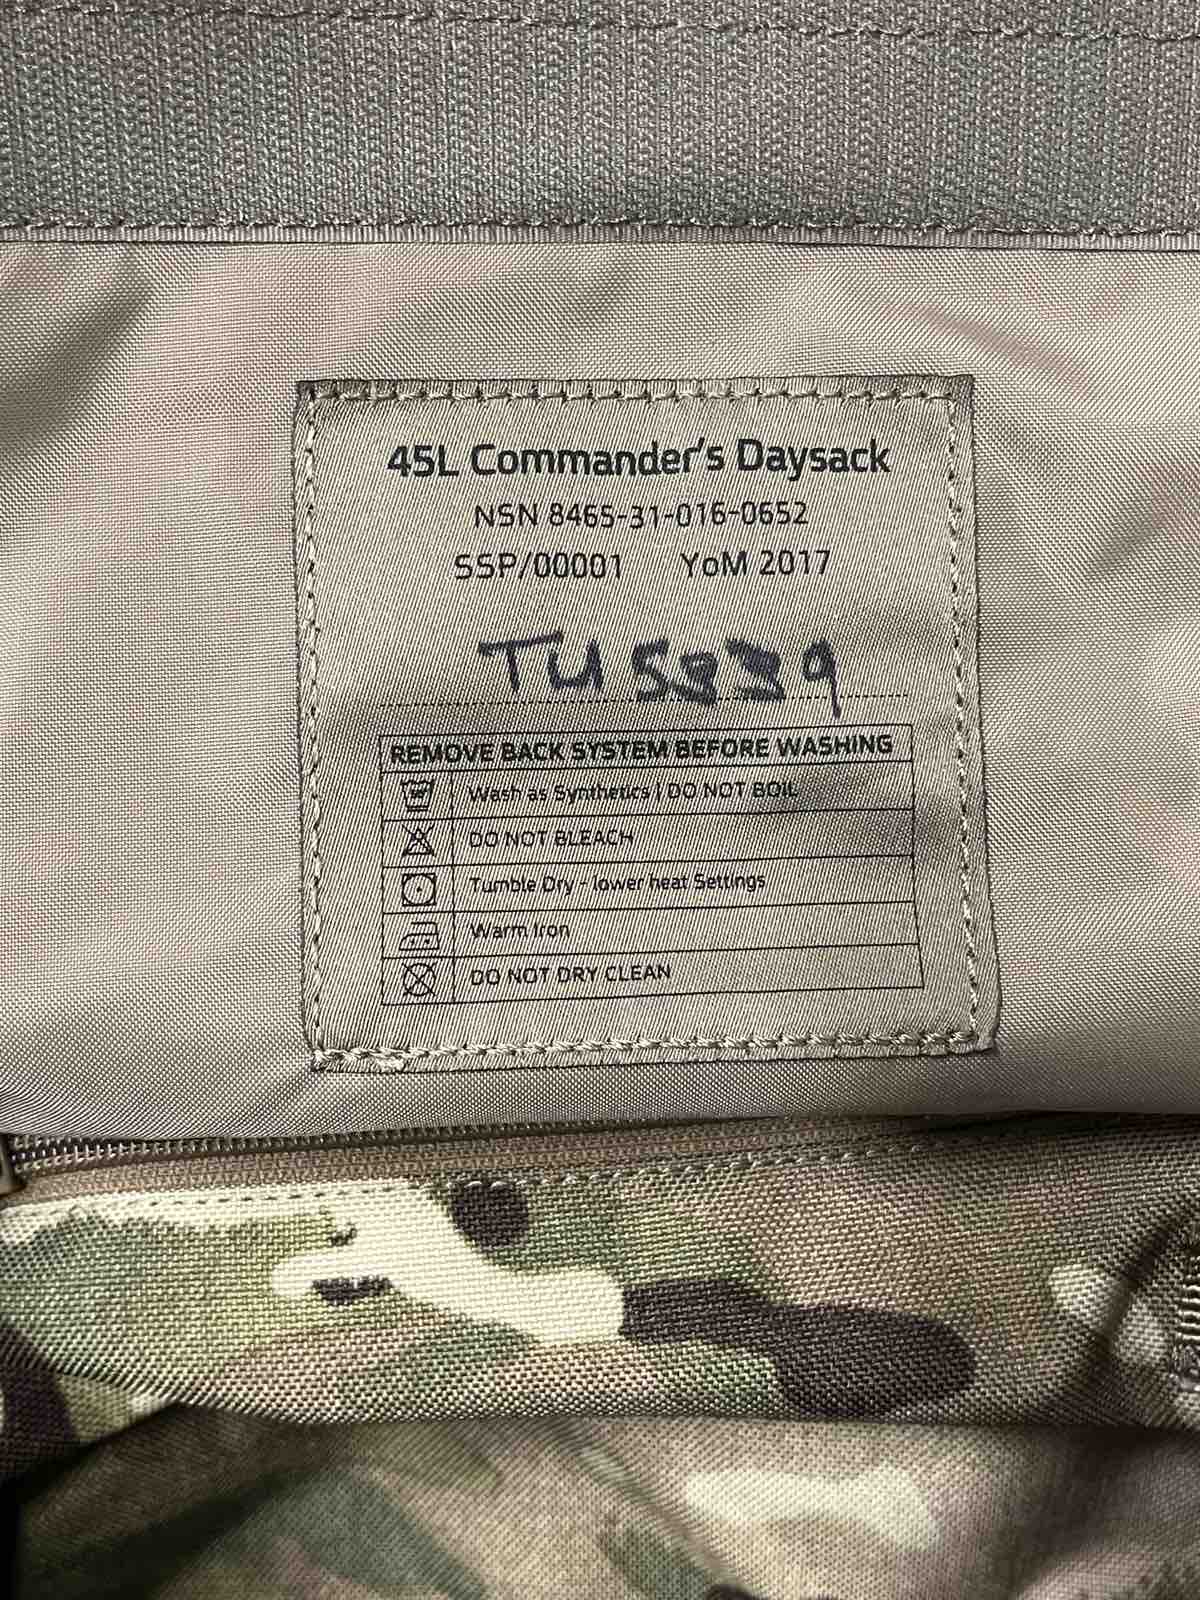 45L Commander's Daysack
NSN 8465-31-016-0652
SSP/00001 YoM 2017
REMOVE BACK SYSTEM BEFORE WASHING
Wash as Synthetics | DO NOT BOIL
DO NOT BLEACH
Tumble Dry - lower heat Settings
Warm Iron
DO NOT DRY CLEAN